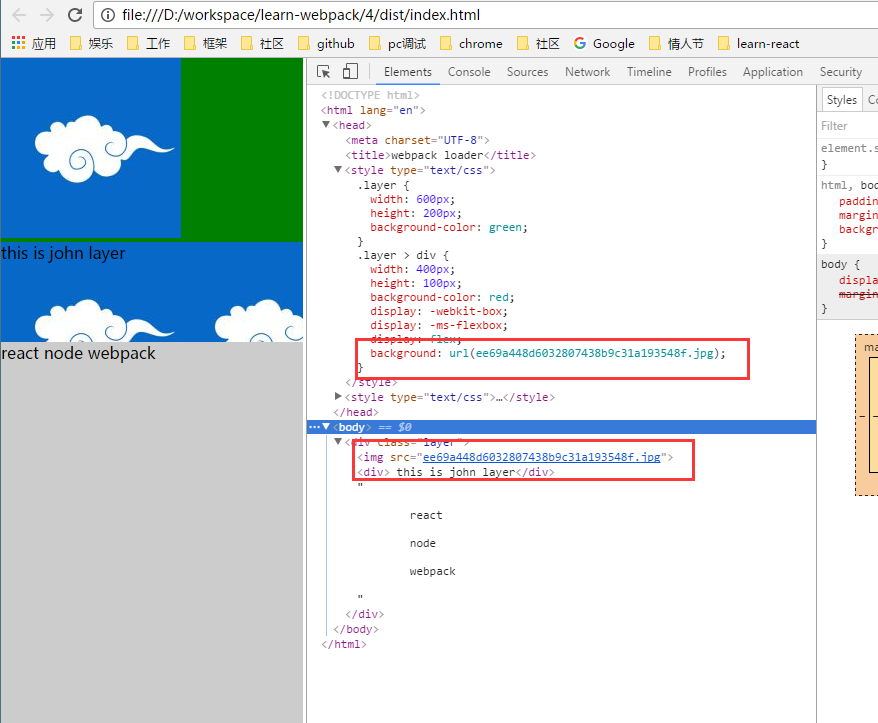 file:///D:/workspace/learn-webpack/4/dist/index.html
应用 娱乐 工作 框架 社区 github pc调试 chrome 社区 Google 情人节 learn-react
this is john layer
react node webpack
Elements Console Sources Network Timeline Profiles Application Security
<!DOCTYPE html>
<html lang="en">
▼<head>
<meta charset="UTF-8">
<title>webpack loader</title>
▼<style type="text/css">
.layer {
width: 600px;
height: 200px;
background-color: green;
}
.layer > div {
width: 400px;
height: 100px;
background-color: red;
display: -webkit-box;
display: -ms-flexbox;
display: flex;
background: url(ee69a448d6032807438b9c31a193548f.jpg);
}
</style>
▶<style type="text/css">…</style>
</head>
…▼<body> == $0
▼<div class="layer">
<img src="ee69a448d6032807438b9c31a193548f.jpg">
<div> this is john layer</div>
"
react
node
webpack
"
</div>
</body>
</html>
Styles Co
Filter
element.s
}
html, bod
paddin
margin
backgr
}
body {
displa
margin
}
ma